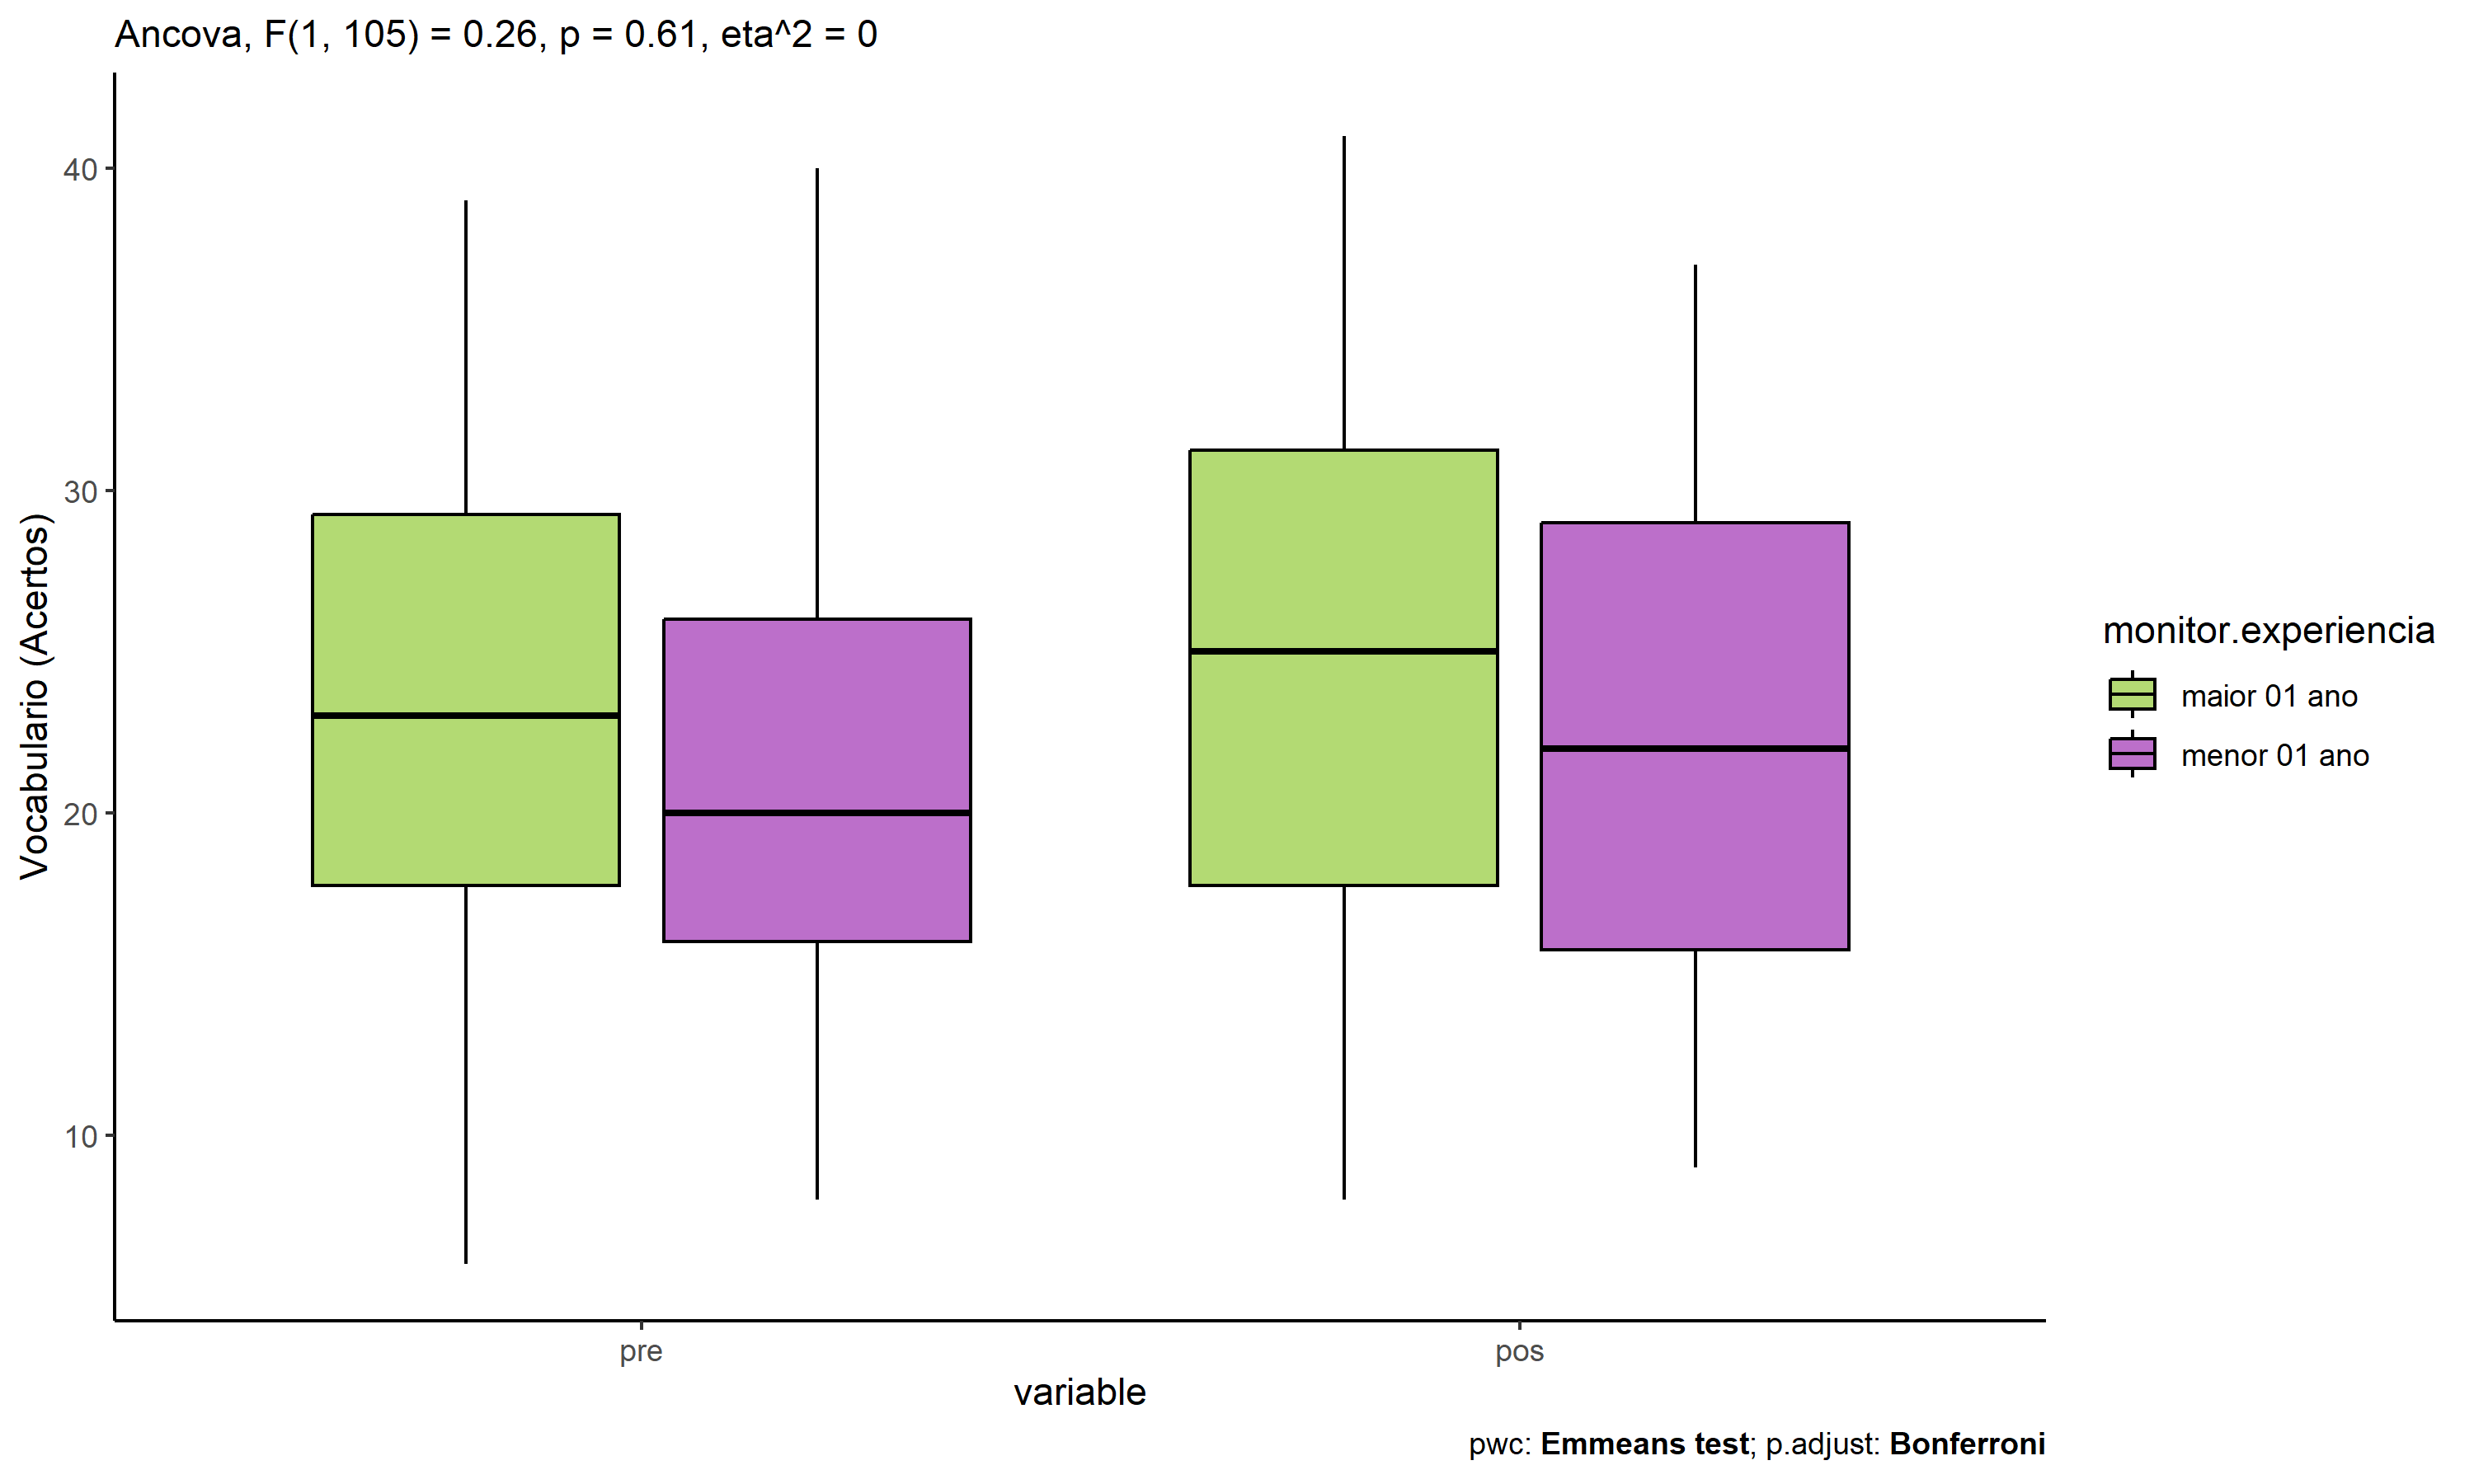 Ancova, F(1, 105) = 0.26, p = 0.61, eta^2 = 0
Vocabulario (Acertos)
40
30
20
10
pre
pos
variable
monitor.experiencia
maior 01 ano
menor 01 ano
pwc: Emmeans test; p.adjust: Bonferroni